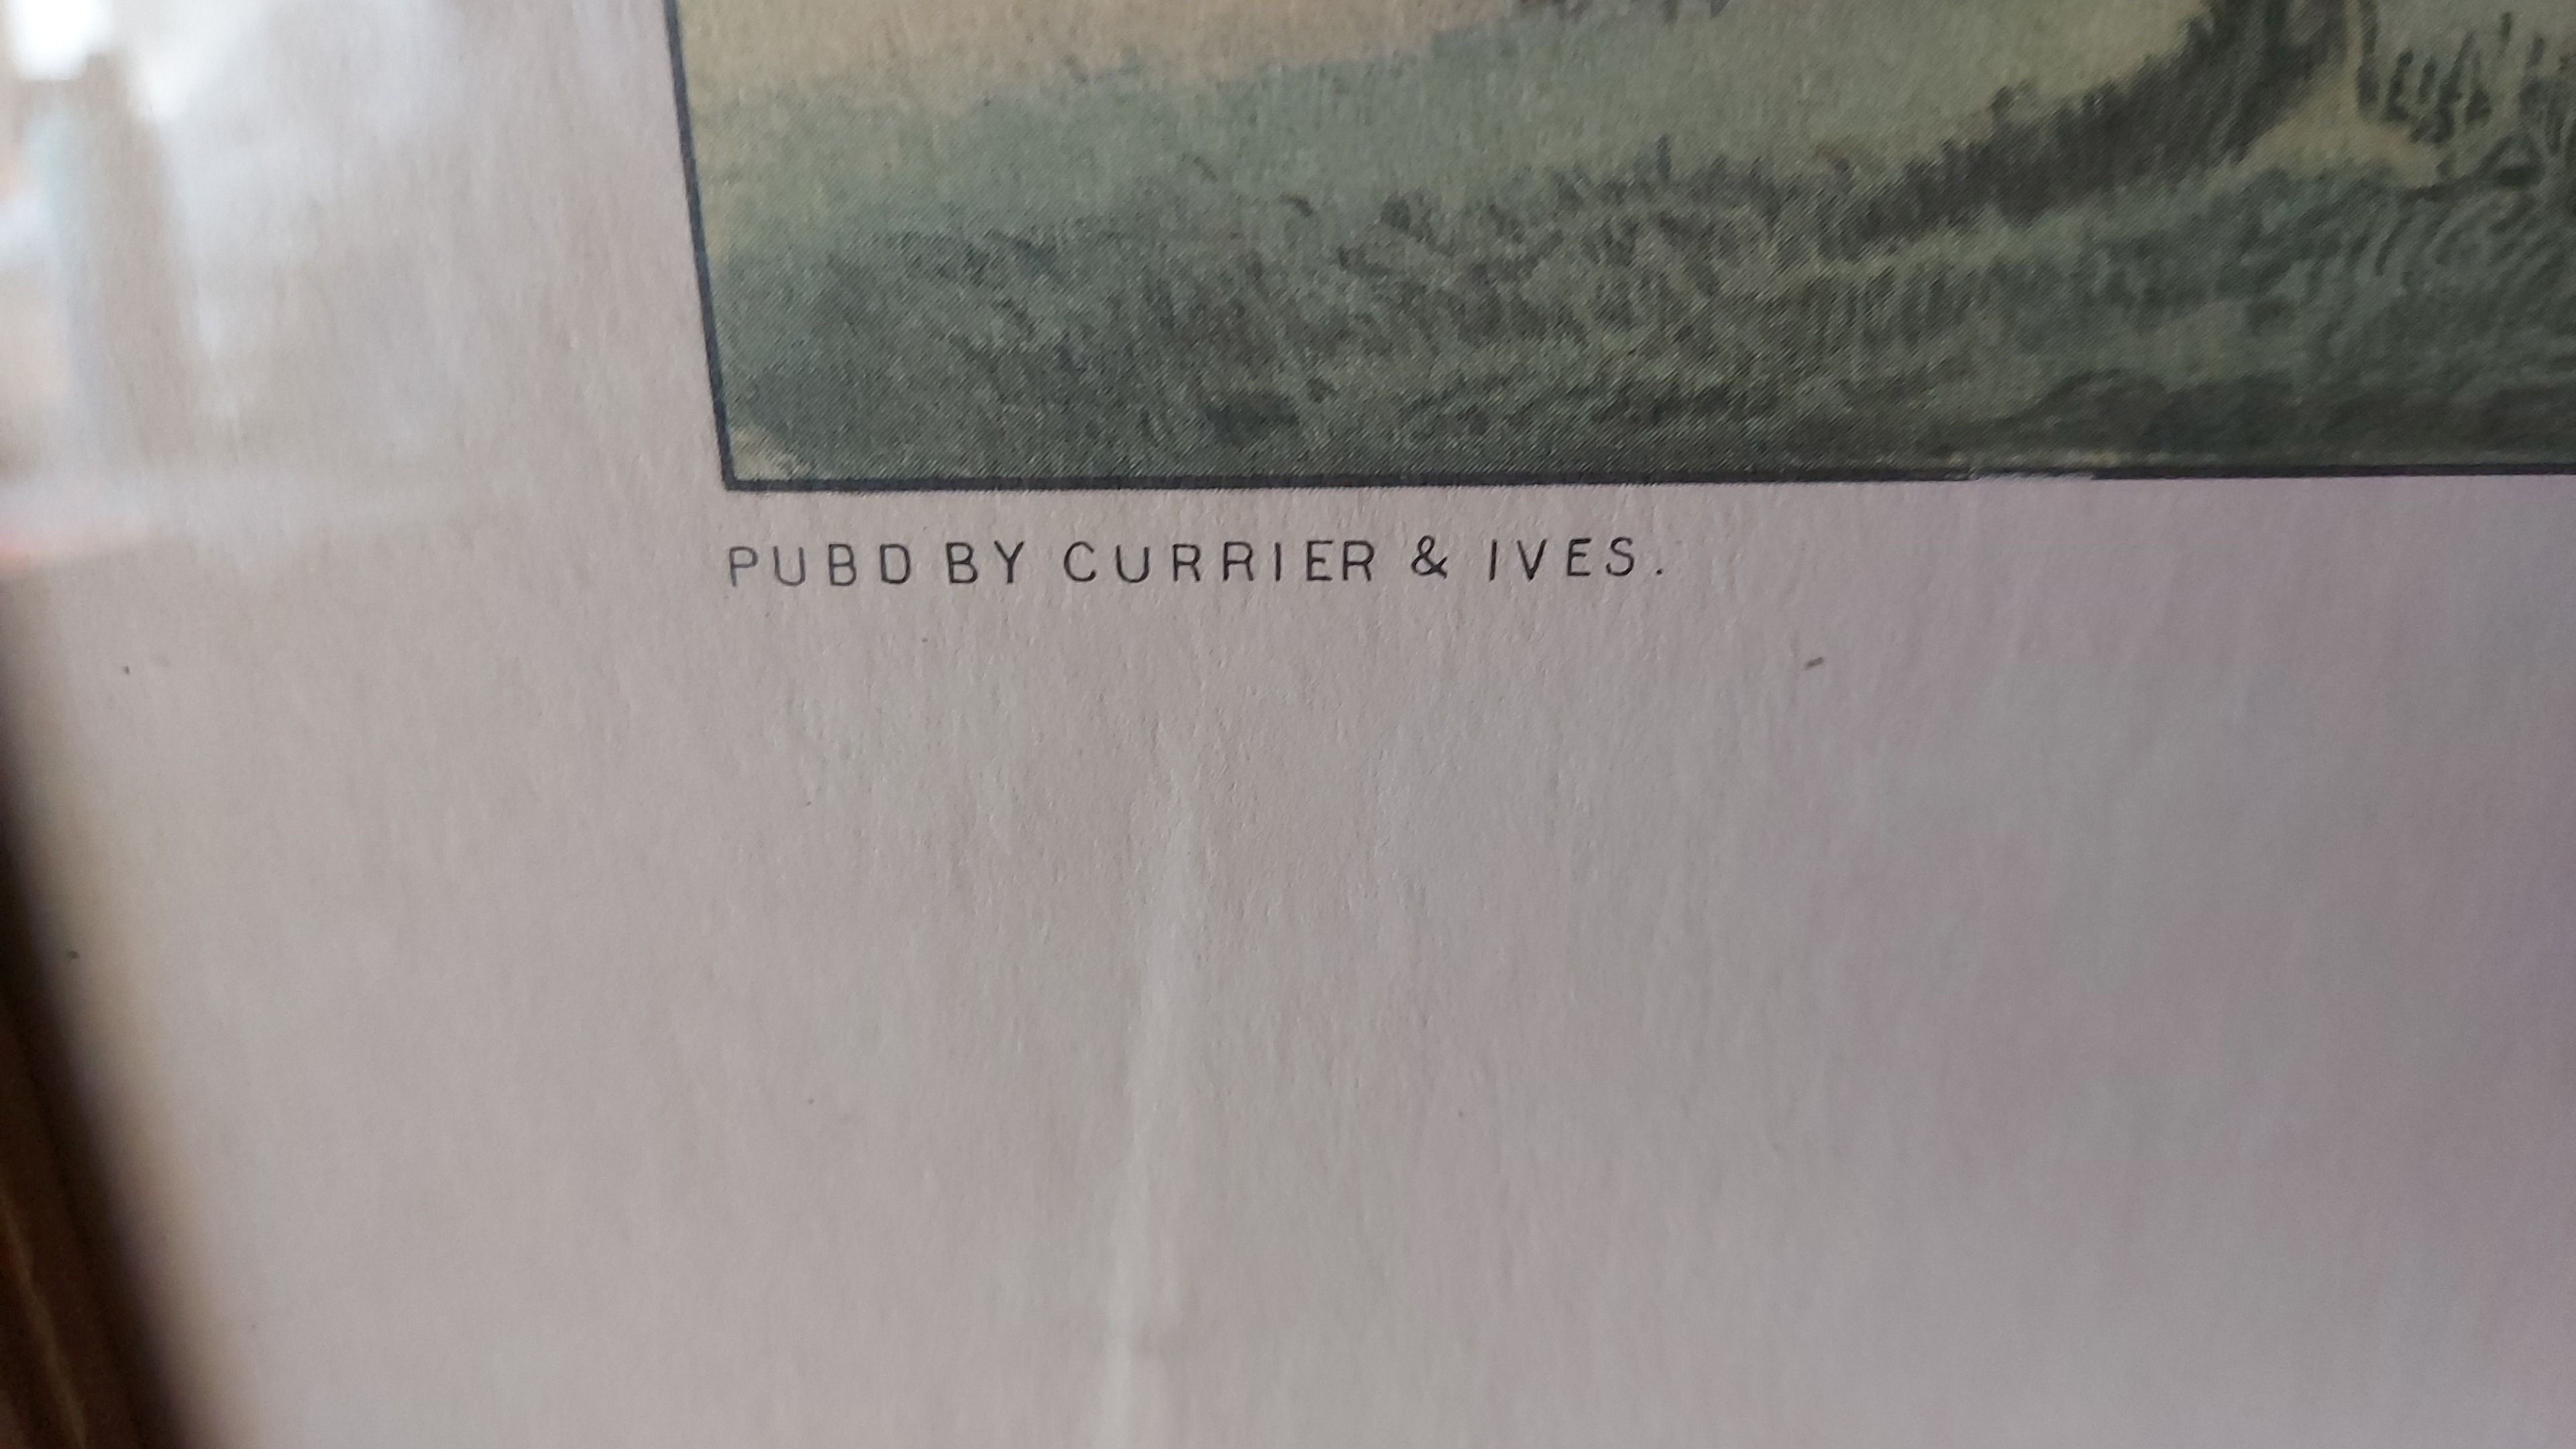 PUBD BY CURRIER & IVES.